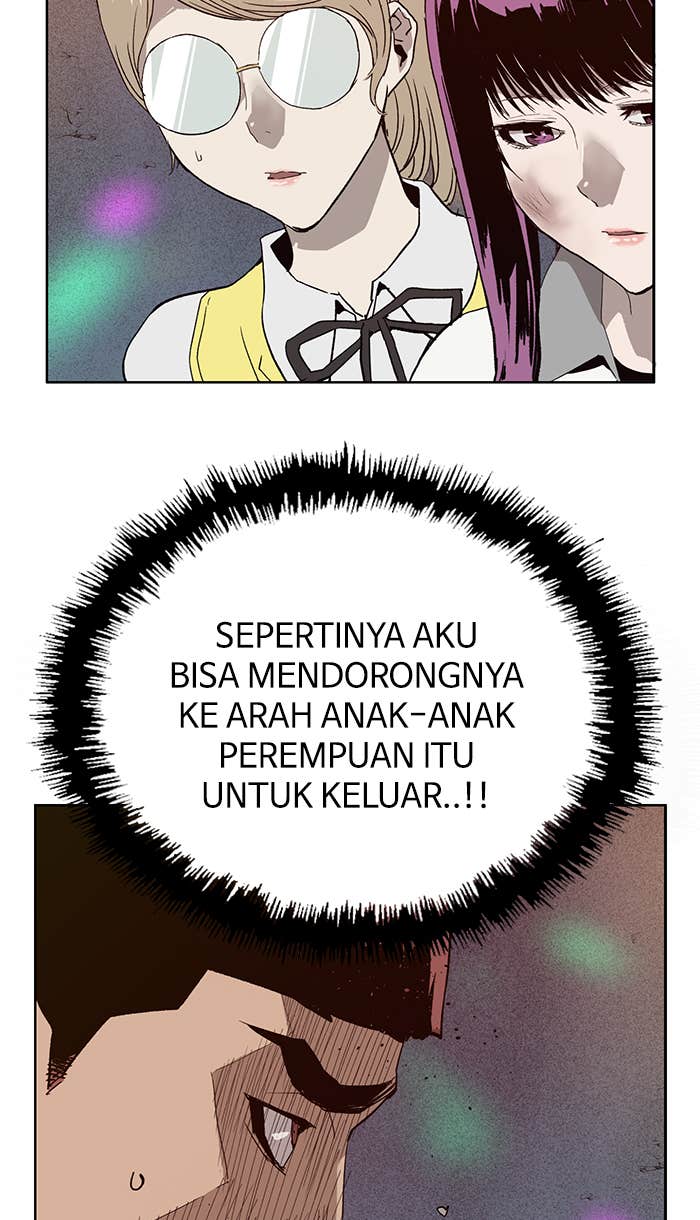 SEPERTINYA AKU
BISA MENDORONGNYA
KE ARAH ANAK-ANAK
PEREMPUAN ITU
UNTUK KELUAR..!!